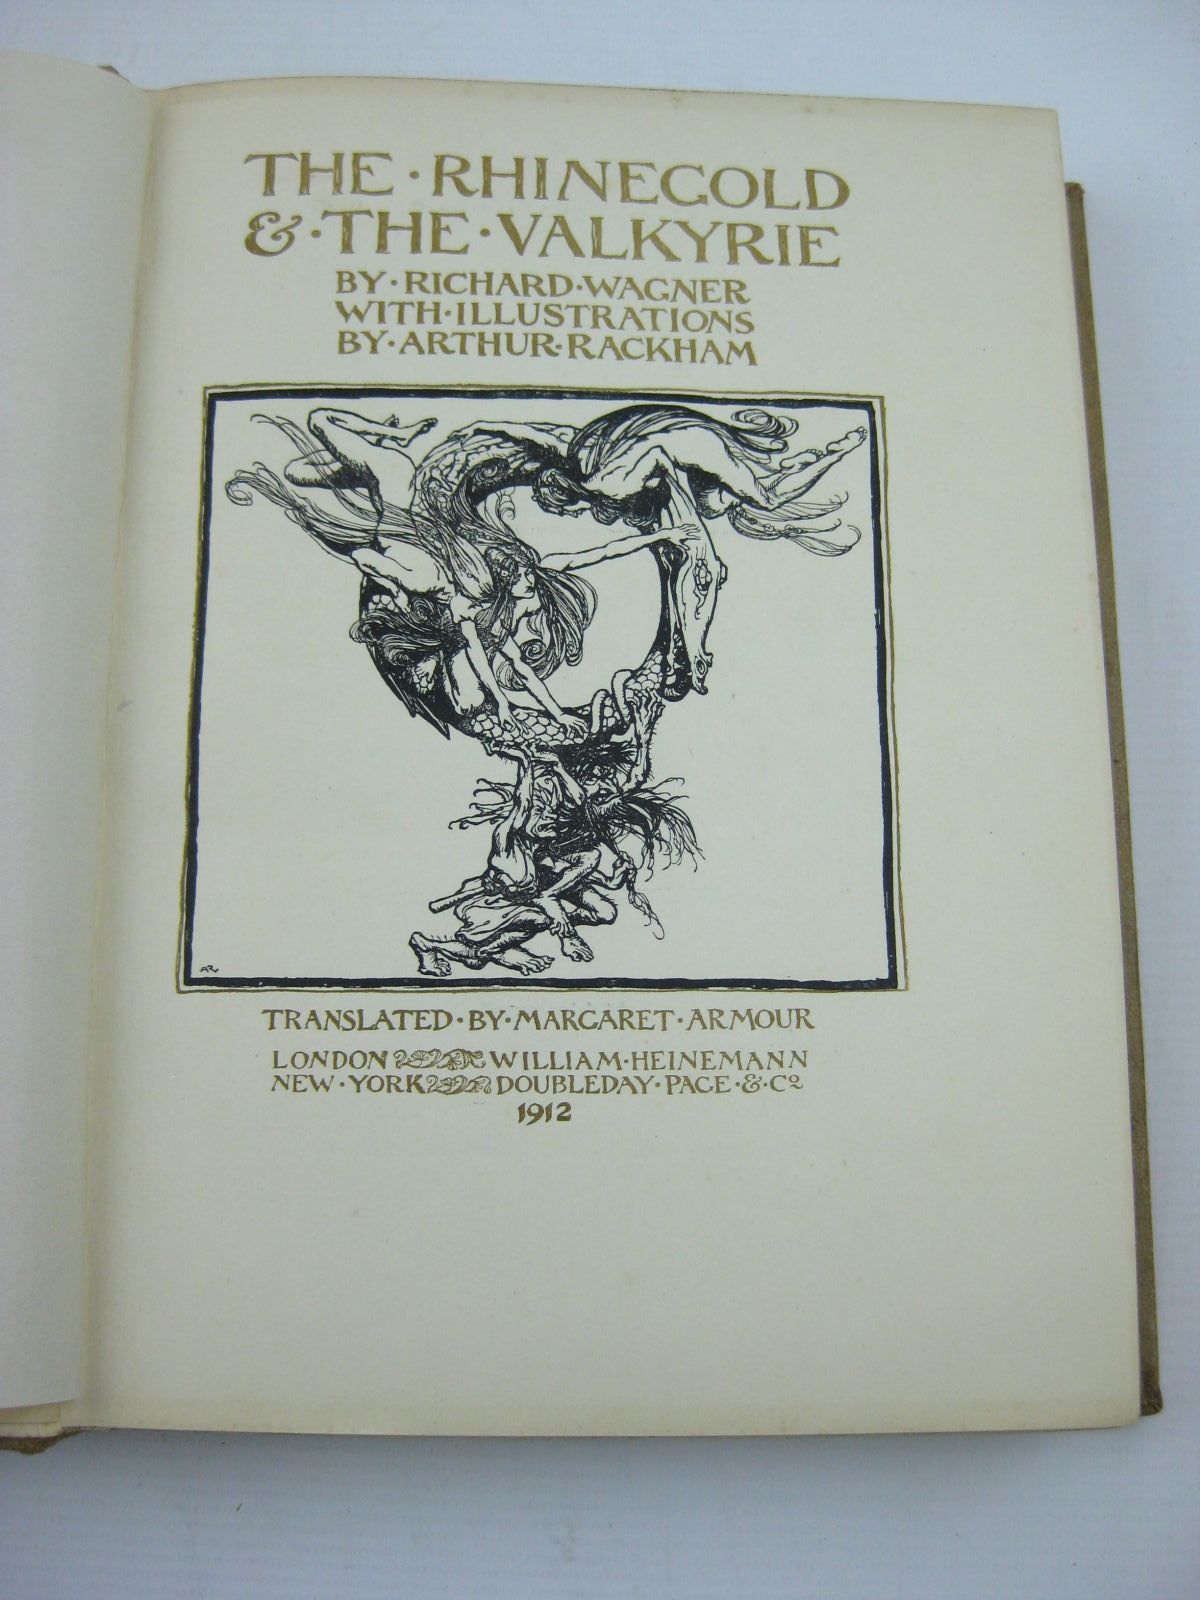 THE · RHINEGOLD
& · THE · VALKYRIE
BY · RICHARD · WAGNER
WITH · ILLUSTRATIONS
BY · ARTHUR · RACKHAM
AR
TRANSLATED · BY · MARGARET · ARMOUR
LONDON WILLIAM · HEINEMANN
NEW · YORK DOUBLEDAY · PAGE · & · Co
1912